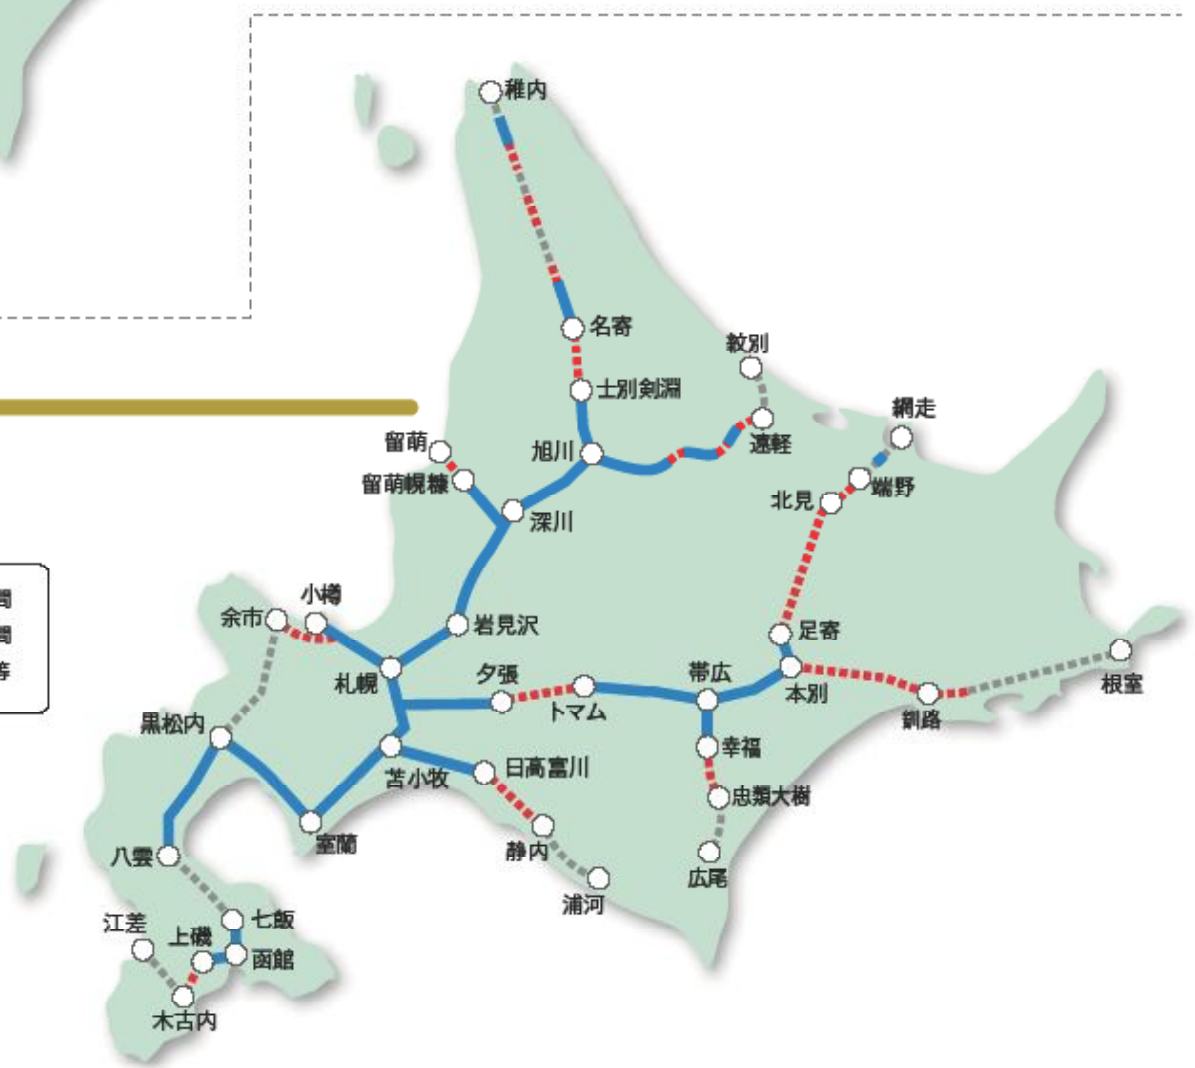 稚内
名寄
紋別
士別剣淵
網走
留萌
旭川
遠軽
留萌幌糠
端野
北見
深川
小樽
余市
岩見沢
足寄
札幌
夕張
帯広
本別
根室
トマム
釧路
黒松内
幸福
日高富川
苫小牧
忠類大樹
室蘭
静内
八雲
広尾
浦河
江差
七飯
上磯
函館
木古内
間
間
等